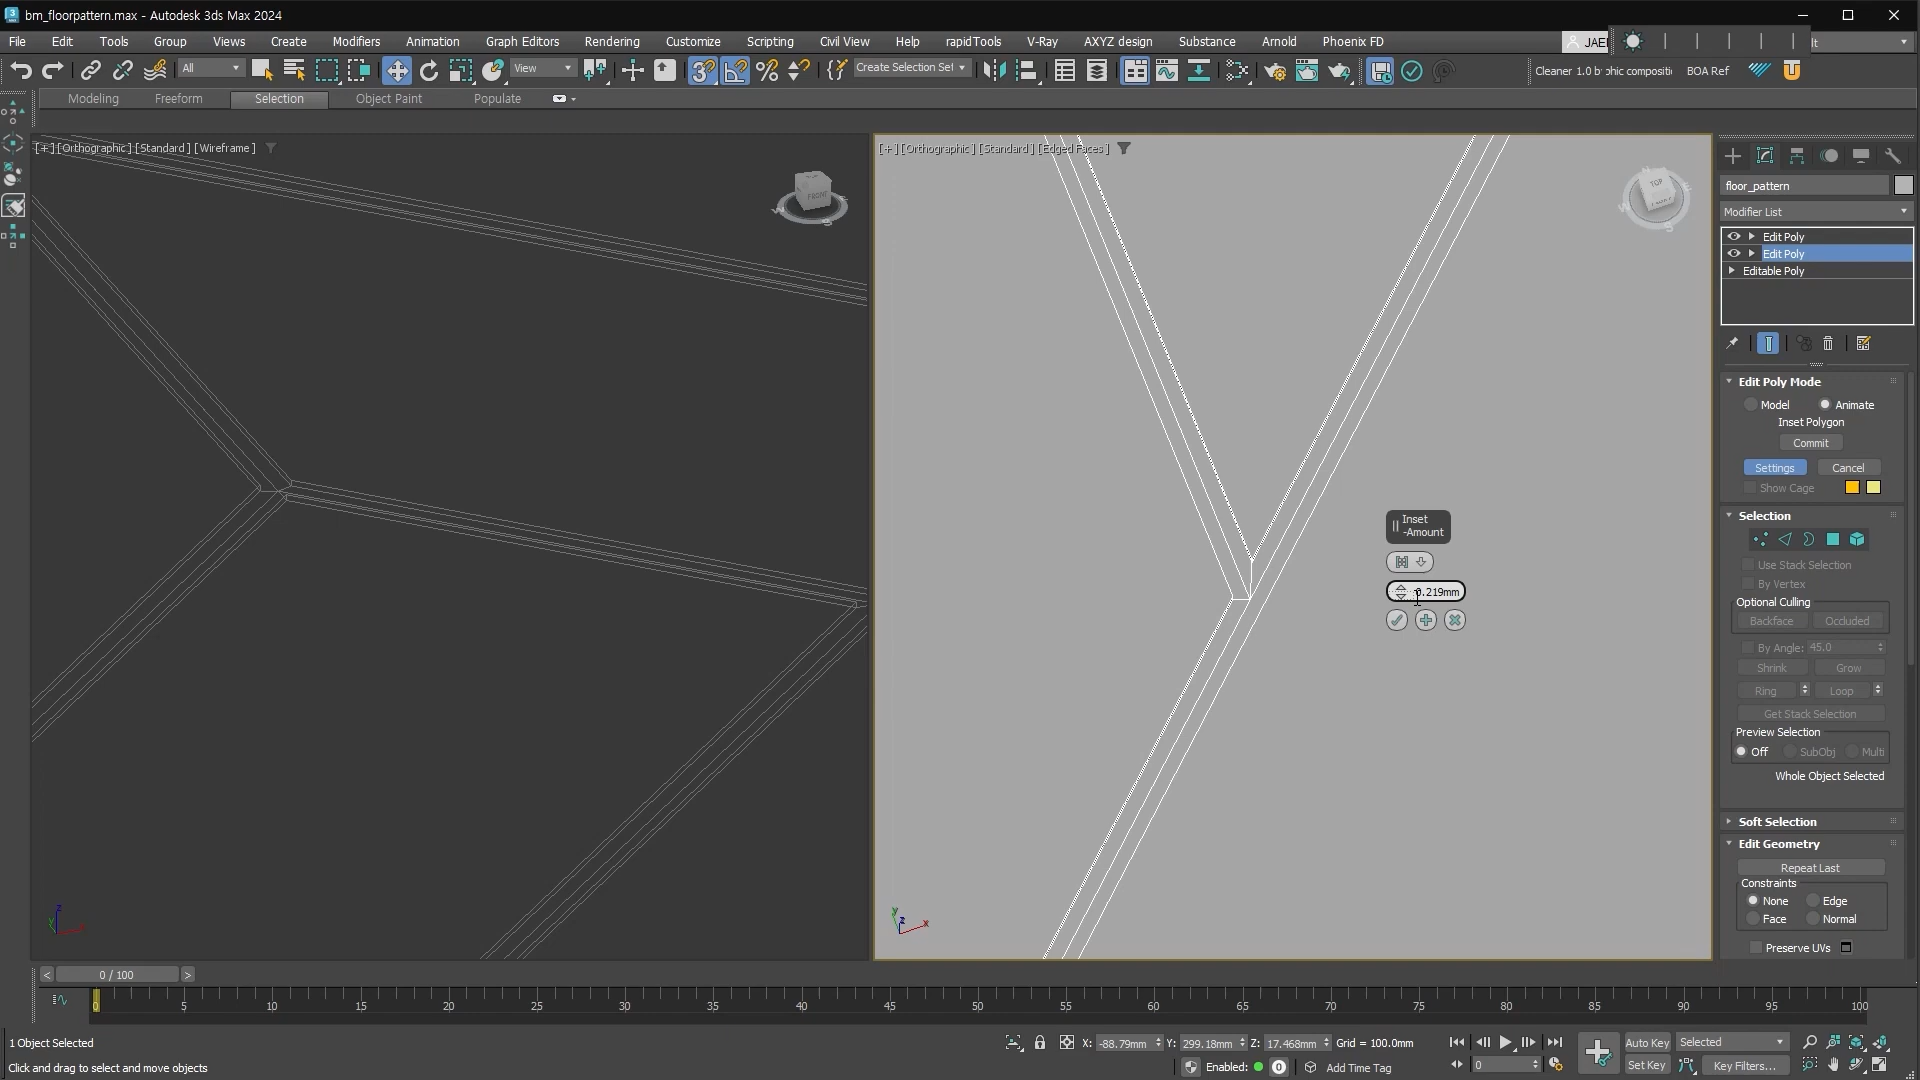 bm_floorpattern.max - Autodesk 3ds Max 2024
File Edit Tools Group Views Create Modifiers Animation Graph Editors Rendering Customize Scripting Civil View Help rapidTools V-Ray AXYZ design Substance Arnold Phoenix FD
All View Create Selection Set Cleaner 1.0 BOA Ref
Modeling Freeform Selection Object Paint Populate
[+] [Orthographic] [Standard] [Wireframe]
[+] [Orthographic] [Standard] [Edged Faces]
FRONT
TOP
floor_pattern
Modifier List
Edit Poly
Edit Poly
Editable Poly
Edit Poly Mode
Model Animate
Inset Polygon
Commit
Settings Cancel
Show Cage
Selection
Use Stack Selection
By Vertex
Optional Culling
Backface Occluded
By Angle: 45.0
Shrink Grow
Ring Loop
Get Stack Selection
Preview Selection
Off SubObj Multi
Whole Object Selected
Soft Selection
Edit Geometry
Repeat Last
Constraints
None Edge
Face Normal
Preserve UVs
Inset
-Amount
0.219mm
z
y
y
z
x
< 0 / 100 >
0 5 10 15 20 25 30 35 40 45 50 55 60 65 70 75 80 85 90 95 100
1 Object Selected
X: -88.79mm Y: 299.18mm Z: 17.468mm Grid = 100.0mm
Auto Key Selected
Click and drag to select and move objects
Enabled: 0 Add Time Tag
0
Set Key Key Filters...